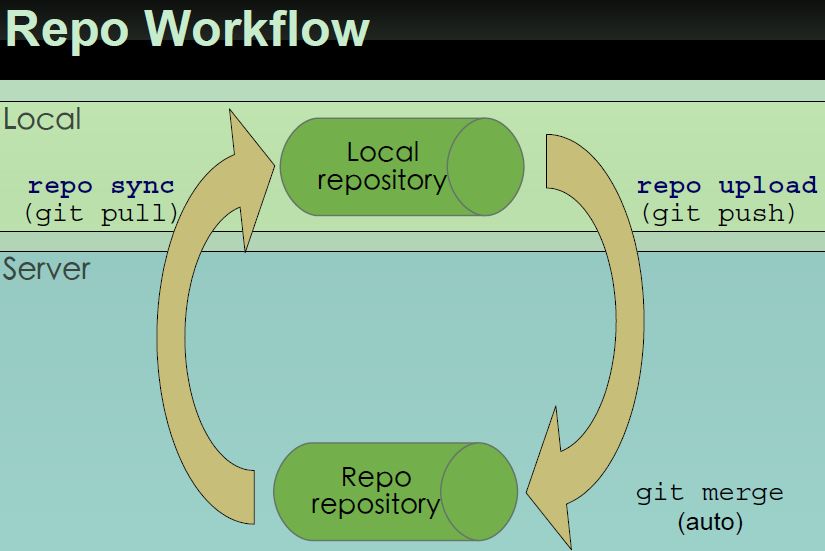 Repo Workflow
Local
Local
repository
repo sync
(git pull)
repo upload
(git push)
Server
Repo
repository
git merge
(auto)